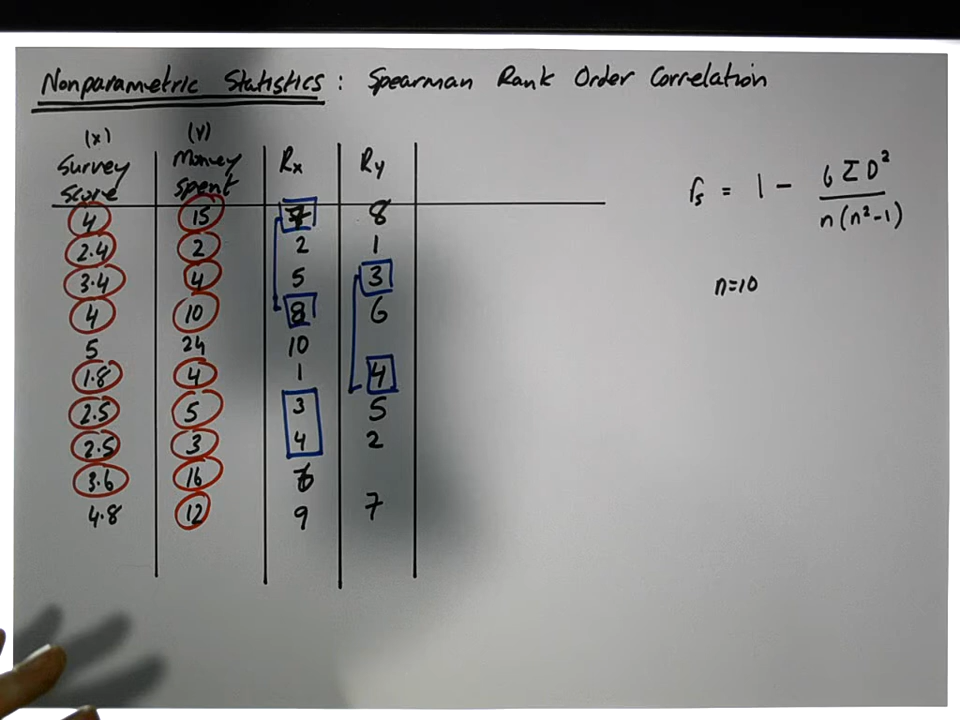 Nonparametric Statistics : Spearman Rank Order Correlation
(x) (y)
Survey score Money spent Rx Ry
4 15 7 8
2.4 2 2 1
3.4 4 5 3
4 10 8 6
5 24 10
1.8 4 1 4
2.5 5 3 5
2.5 3 4 2
3.6 16 6
4.8 12 9 7
rs = 1 - 6ΣD² / n(n²-1)
n=10